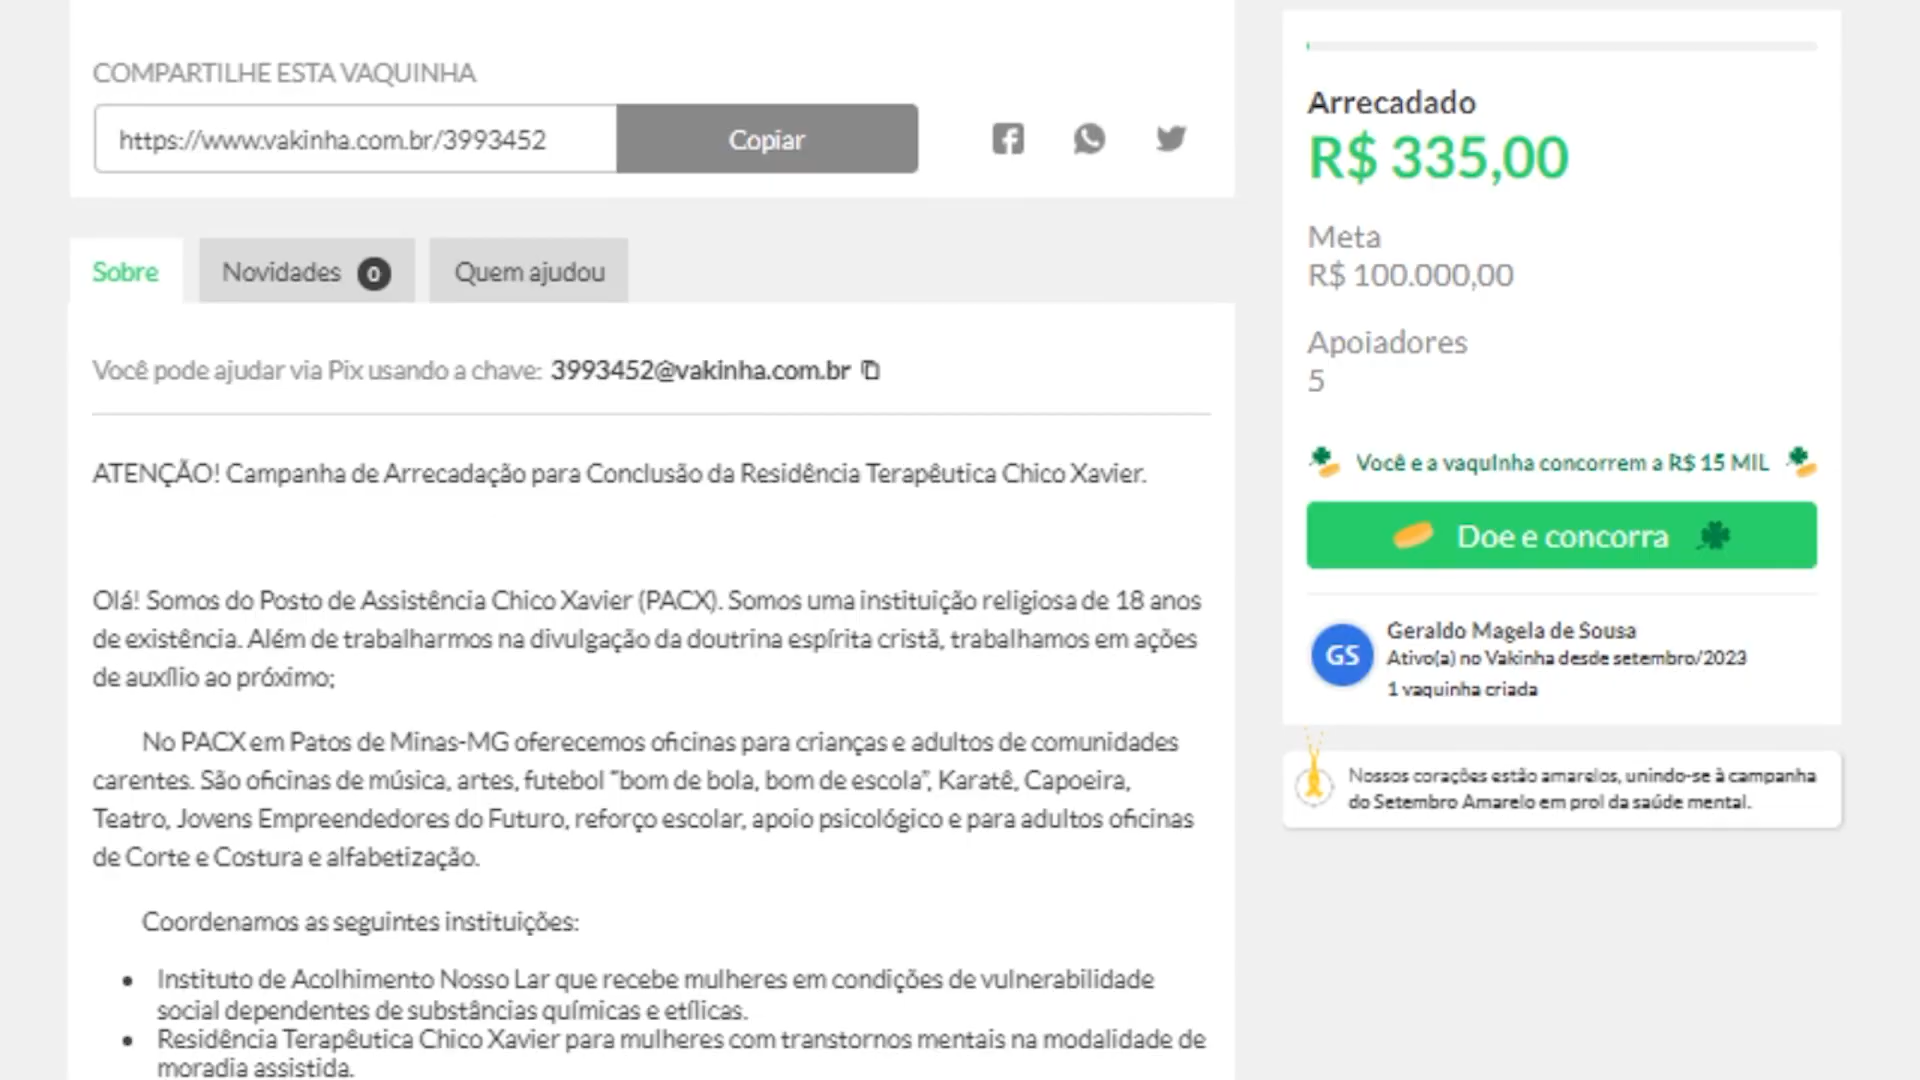 COMPARTILHE ESTA VAQUINHA
https://www.vakinha.com.br/3993452
Copiar
Sobre
Novidades 0
Quem ajudou
Você pode ajudar via Pix usando a chave: 3993452@vakinha.com.br
ATENÇÃO! Campanha de Arrecadação para Conclusão da Residência Terapêutica Chico Xavier.
Olá! Somos do Posto de Assistência Chico Xavier (PACX). Somos uma instituição religiosa de 18 anos
de existência. Além de trabalharmos na divulgação da doutrina espírita cristã, trabalhamos em ações
de auxílio ao próximo;
No PACX em Patos de Minas-MG oferecemos oficinas para crianças e adultos de comunidades
carentes. São oficinas de música, artes, futebol "bom de bola, bom de escola", Karatê, Capoeira,
Teatro, Jovens Empreendedores do Futuro, reforço escolar, apoio psicológico e para adultos oficinas
de Corte e Costura e alfabetização.
Coordenamos as seguintes instituições:
• Instituto de Acolhimento Nosso Lar que recebe mulheres em condições de vulnerabilidade
social dependentes de substâncias químicas e etílicas.
• Residência Terapêutica Chico Xavier para mulheres com transtornos mentais na modalidade de
moradia assistida.
Arrecadado
R$ 335,00
Meta
R$ 100.000,00
Apoiadores
5
Você e a vaquinha concorrem a R$ 15 MIL
Doe e concorra
GS
Geraldo Magela de Sousa
Ativo(a) no Vakinha desde setembro/2023
1 vaquinha criada
Nossos corações estão amarelos, unindo-se à campanha
do Setembro Amarelo em prol da saúde mental.